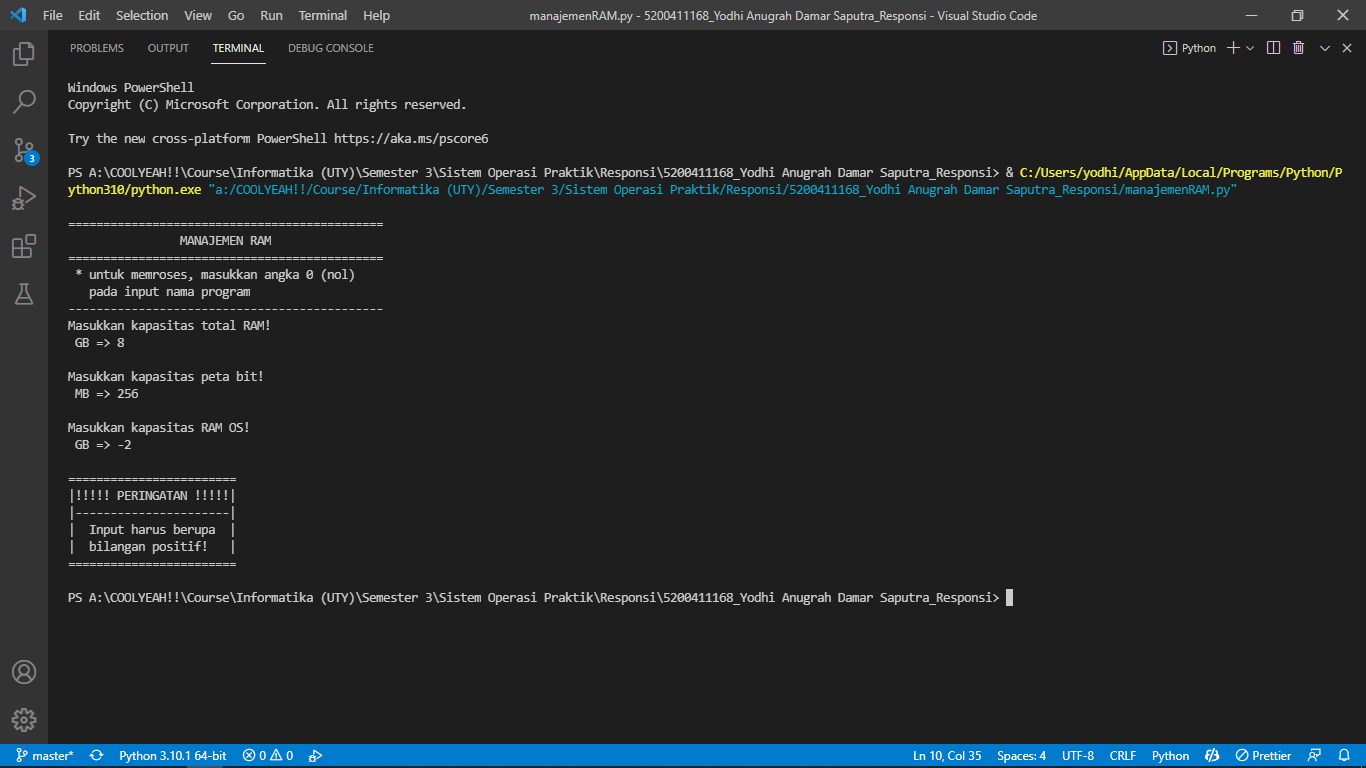 File Edit Selection View Go Run Terminal Help manajemenRAM.py - 5200411168_Yodhi Anugrah Damar Saputra_Responsi - Visual Studio Code
PROBLEMS OUTPUT TERMINAL DEBUG CONSOLE Python
Windows PowerShell
Copyright (C) Microsoft Corporation. All rights reserved.
Try the new cross-platform PowerShell https://aka.ms/pscore6
PS A:\COOLYEAH!!\Course\Informatika (UTY)\Semester 3\Sistem Operasi Praktik\Responsi\5200411168_Yodhi Anugrah Damar Saputra_Responsi> & C:/Users/yodhi/AppData/Local/Programs/Python/P
ython310/python.exe "a:/COOLYEAH!!/Course/Informatika (UTY)/Semester 3/Sistem Operasi Praktik/Responsi/5200411168_Yodhi Anugrah Damar Saputra_Responsi/manajemenRAM.py"
=============================================
MANAJEMEN RAM
=============================================
* untuk memroses, masukkan angka 0 (nol)
pada input nama program
---------------------------------------------
Masukkan kapasitas total RAM!
GB => 8
Masukkan kapasitas peta bit!
MB => 256
Masukkan kapasitas RAM OS!
GB => -2
========================
|!!!!! PERINGATAN !!!!!|
|----------------------|
| Input harus berupa |
| bilangan positif! |
========================
PS A:\COOLYEAH!!\Course\Informatika (UTY)\Semester 3\Sistem Operasi Praktik\Responsi\5200411168_Yodhi Anugrah Damar Saputra_Responsi>
3
master* Python 3.10.1 64-bit 0 0 Ln 10, Col 35 Spaces: 4 UTF-8 CRLF Python Prettier